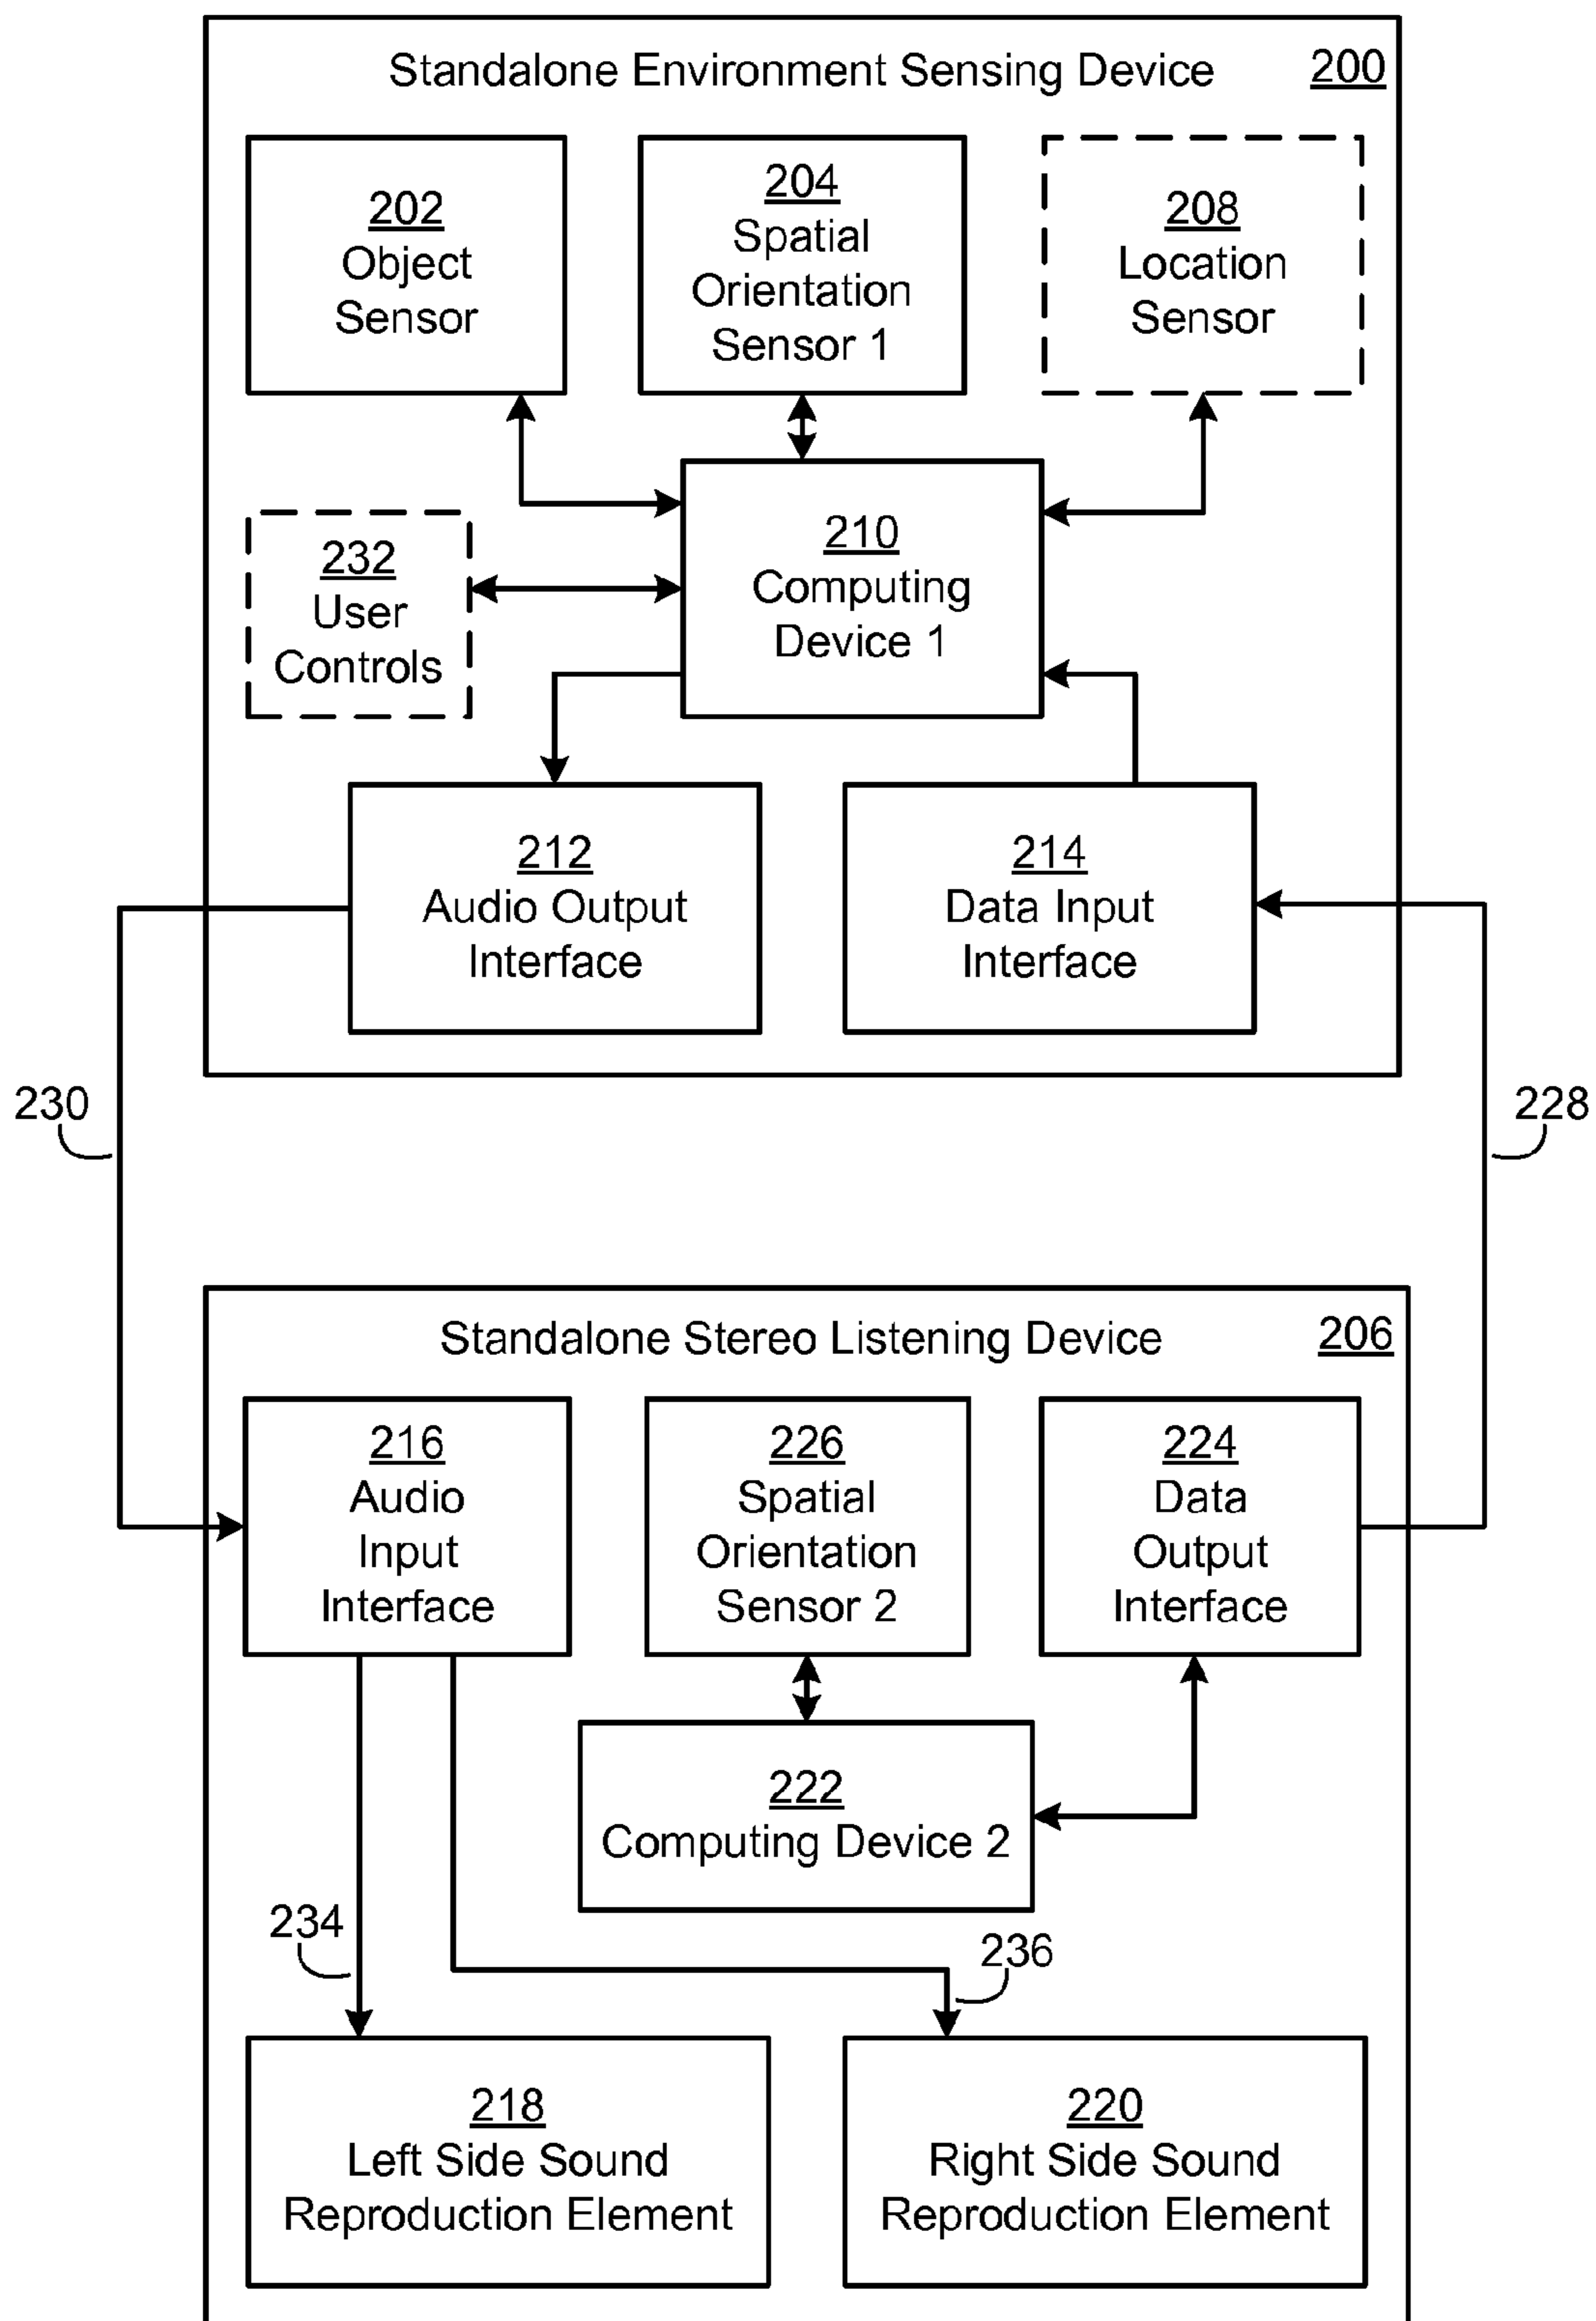 Standalone Environment Sensing Device 200
202
Object
Sensor
204
Spatial
Orientation
Sensor 1
208
Location
Sensor
232
User
Controls
210
Computing
Device 1
212
Audio Output
Interface
214
Data Input
Interface
230
228
Standalone Stereo Listening Device 206
216
Audio
Input
Interface
226
Spatial
Orientation
Sensor 2
224
Data
Output
Interface
222
Computing Device 2
234
236
218
Left Side Sound
Reproduction Element
220
Right Side Sound
Reproduction Element